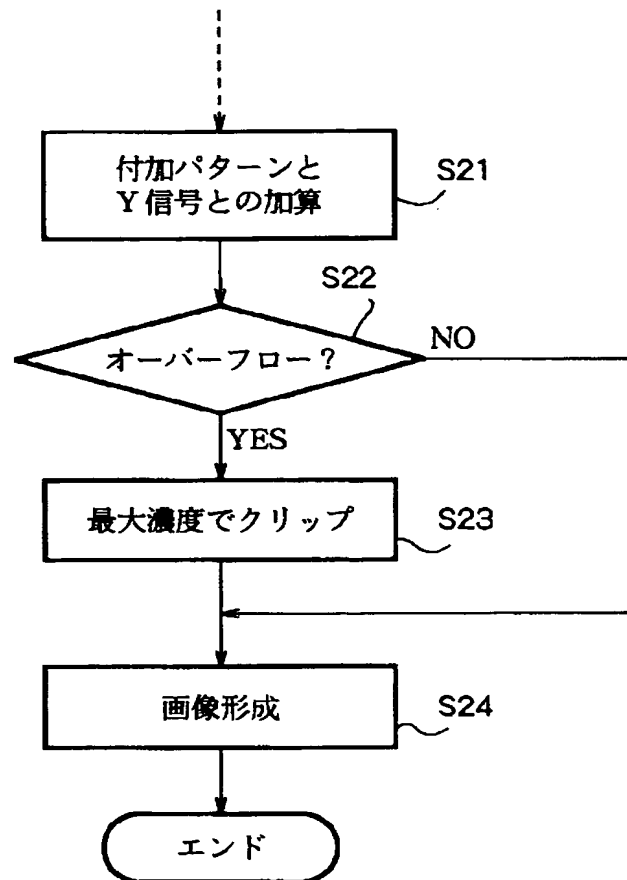 付加パターンと
Y信号との加算
S21
S22
オーバーフロー？
NO
YES
最大濃度でクリップ
S23
画像形成
S24
エンド